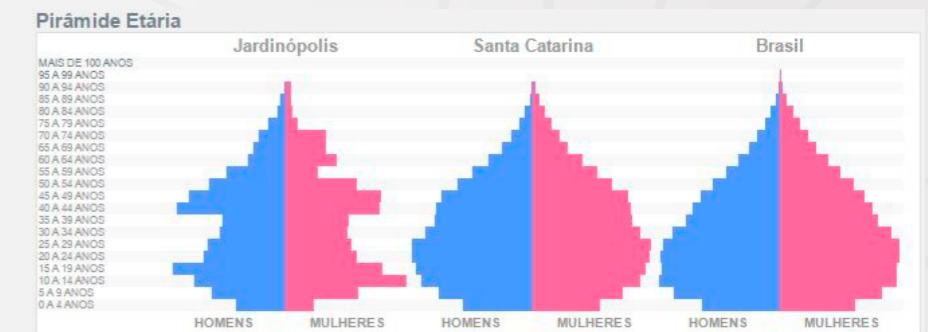 Pirâmide Etária
Jardinópolis Santa Catarina Brasil
MAIS DE 100 ANOS
95 A 99 ANOS
90 A 94 ANOS
85 A 89 ANOS
80 A 84 ANOS
75 A 79 ANOS
70 A 74 ANOS
65 A 69 ANOS
60 A 64 ANOS
55 A 59 ANOS
50 A 54 ANOS
45 A 49 ANOS
40 A 44 ANOS
35 A 39 ANOS
30 A 34 ANOS
25 A 29 ANOS
20 A 24 ANOS
15 A 19 ANOS
10 A 14 ANOS
5 A 9 ANOS
0 A 4 ANOS
HOMENS MULHERES HOMENS MULHERES HOMENS MULHERES